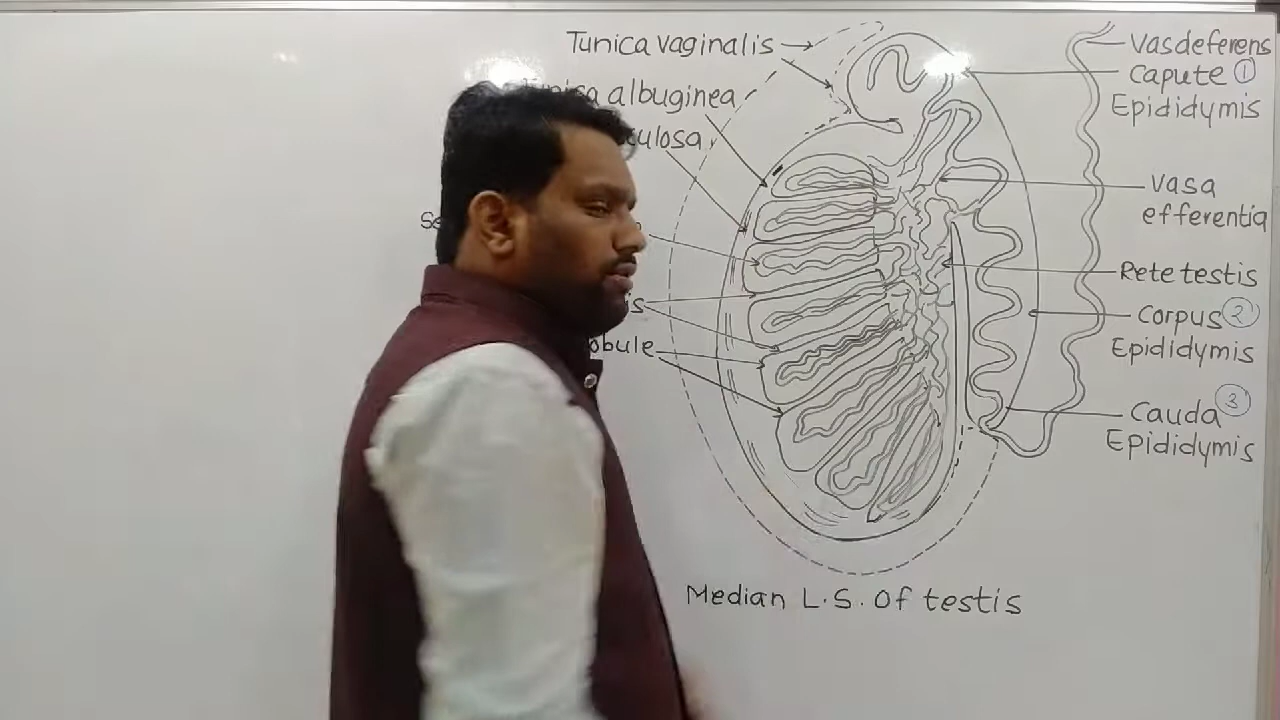 Tunica vaginalis
albuginea
Vasdeferens
Capute ①
Epididymis
Vasa
efferentia
Rete testis
Corpus ②
Epididymis
Cauda ③
Epididymis
Median L.S. Of testis